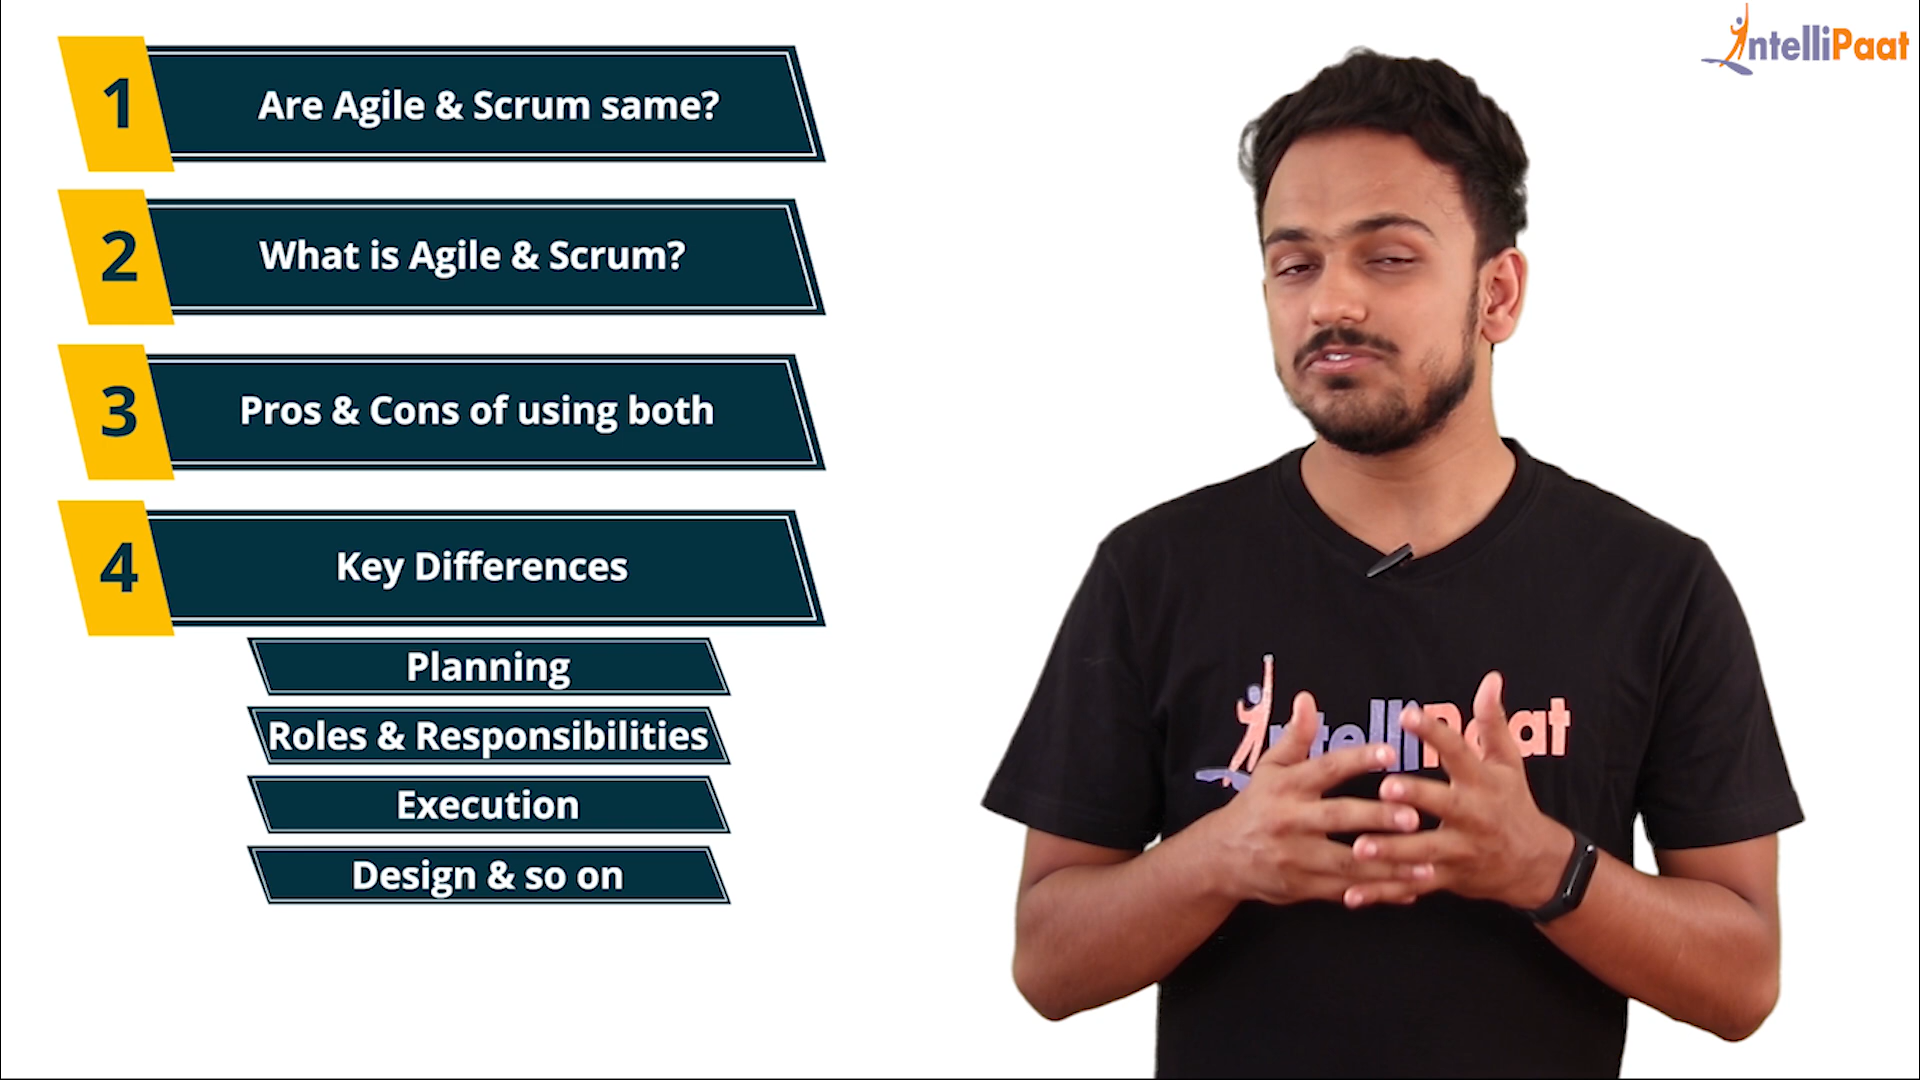 IntelliPaat
1
Are Agile & Scrum same?
2
What is Agile & Scrum?
3
Pros & Cons of using both
4
Key Differences
Planning
Roles & Responsibilities
Execution
Design & so on
IntelliPaat